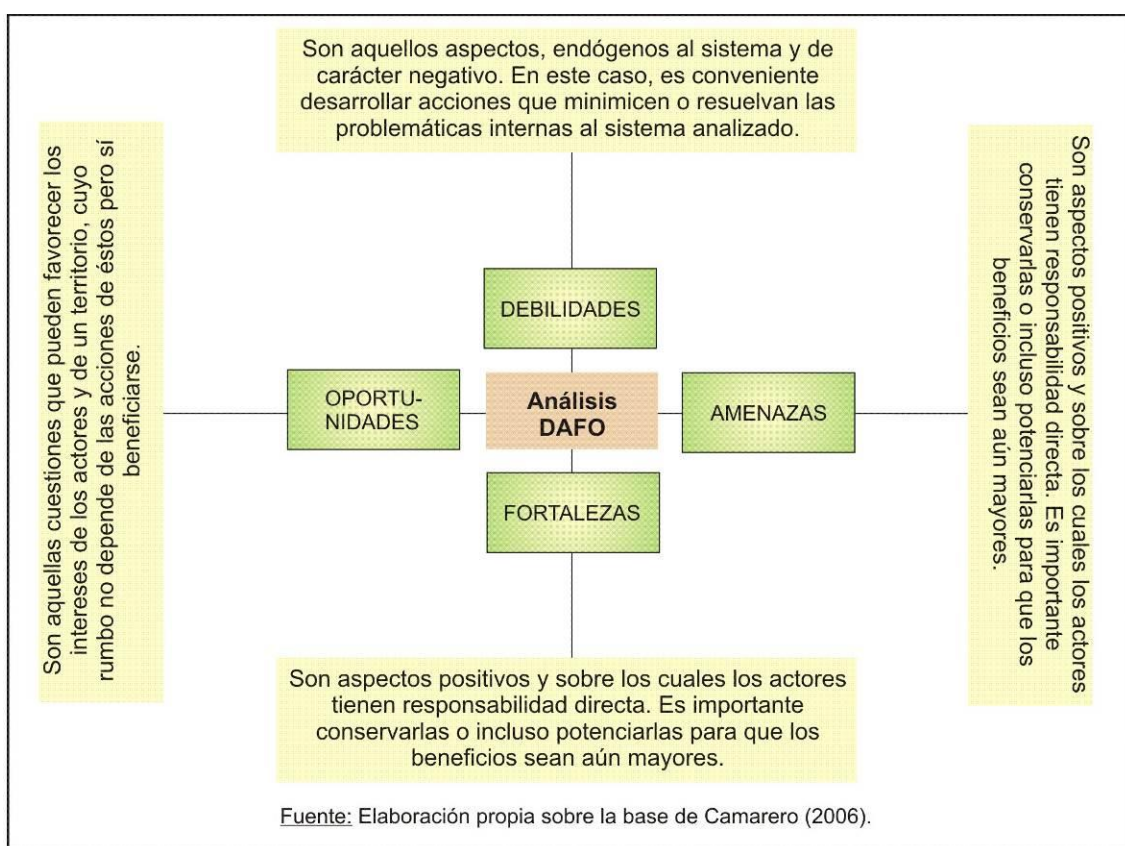 Son aquellos aspectos, endógenos al sistema y de
carácter negativo. En este caso, es conveniente
desarrollar acciones que minimicen o resuelvan las
problemáticas internas al sistema analizado.
Son aquellas cuestiones que pueden favorecer los
intereses de los actores y de un territorio, cuyo
rumbo no depende de las acciones de éstos pero sí
beneficiarse.
DEBILIDADES
OPORTU-
NIDADES
Análisis
DAFO
AMENAZAS
FORTALEZAS
Son aspectos positivos y sobre los cuales los actores
tienen responsabilidad directa. Es importante
conservarlas o incluso potenciarlas para que los
beneficios sean aún mayores.
Son aspectos positivos y sobre los cuales los actores
tienen responsabilidad directa. Es importante
conservarlas o incluso potenciarlas para que los
beneficios sean aún mayores.
Fuente: Elaboración propia sobre la base de Camarero (2006).